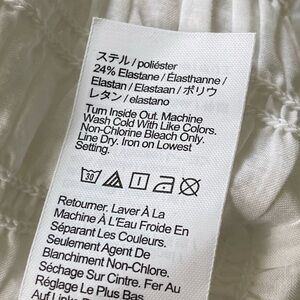 ステル / poliéster
24% Elastane / Élasthanne /
Elastan / Elastaan / ポリウ
レタン / elastano
Turn Inside Out. Machine
Wash Cold With Like Colors.
Non-Chlorine Bleach Only.
Line Dry. Iron on Lowest
Setting.
30
Retourner. Laver À La
Machine À L'Eau Froide En
Séparant Les Couleurs.
Seulement Agent De
Blanchiment Non-Chlore.
Séchage Sur Cintre. Fer Au
Réglage Le Plus Bas.
Auf Links